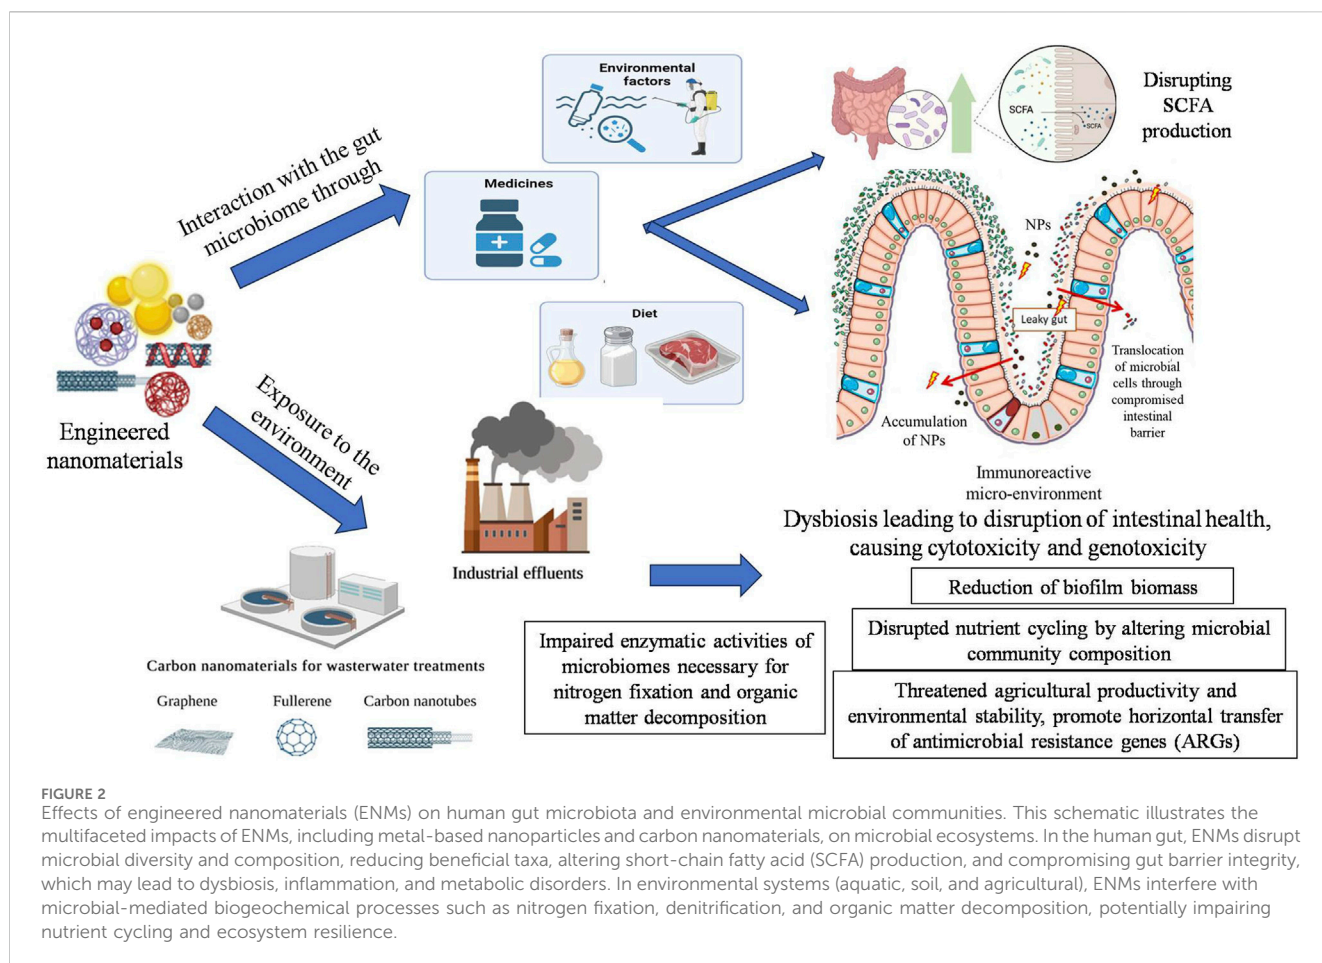 Environmental
factors
Medicines
Diet
Interaction with the gut
microbiome through
Engineered
nanomaterials
Exposure to the
environment
SCFA
SCFA
Disrupting
SCFA
production
NPs
Leaky gut
Translocation
of microbial
cells through
compromised
intestinal
barrier
Accumulation
of NPs
Immunoreactive
micro-environment
Dysbiosis leading to disruption of intestinal health,
causing cytotoxicity and genotoxicity
Industrial effluents
Carbon nanomaterials for wasterwater treatments
Graphene
Fullerene
Carbon nanotubes
Impaired enzymatic activities of
microbiomes necessary for
nitrogen fixation and organic
matter decomposition
Reduction of biofilm biomass
Disrupted nutrient cycling by altering microbial
community composition
Threatened agricultural productivity and
environmental stability, promote horizontal transfer
of antimicrobial resistance genes (ARGs)
FIGURE 2
Effects of engineered nanomaterials (ENMs) on human gut microbiota and environmental microbial communities. This schematic illustrates the
multifaceted impacts of ENMs, including metal-based nanoparticles and carbon nanomaterials, on microbial ecosystems. In the human gut, ENMs disrupt
microbial diversity and composition, reducing beneficial taxa, altering short-chain fatty acid (SCFA) production, and compromising gut barrier integrity,
which may lead to dysbiosis, inflammation, and metabolic disorders. In environmental systems (aquatic, soil, and agricultural), ENMs interfere with
microbial-mediated biogeochemical processes such as nitrogen fixation, denitrification, and organic matter decomposition, potentially impairing
nutrient cycling and ecosystem resilience.